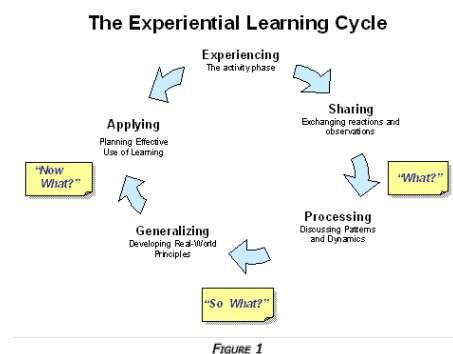 The Experiential Learning Cycle
Experiencing
The activity phase
Sharing
Exchanging reactions and
observations
"What?"
Processing
Discussing Patterns
and Dynamics
"So What?"
Generalizing
Developing Real-World
Principles
"Now
What?"
Applying
Planning Effective
Use of Learning
FIGURE 1